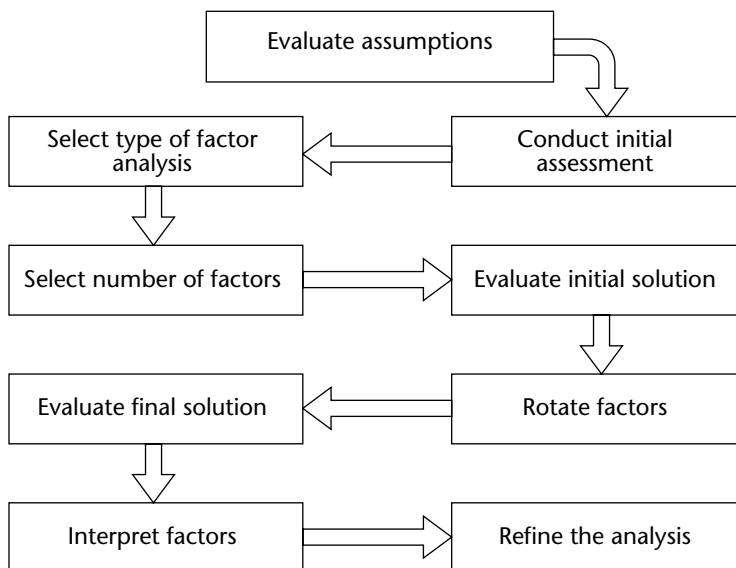 Evaluate assumptions
Select type of factor
analysis
Conduct initial
assessment
Select number of factors
Evaluate initial solution
Evaluate final solution
Rotate factors
Interpret factors
Refine the analysis